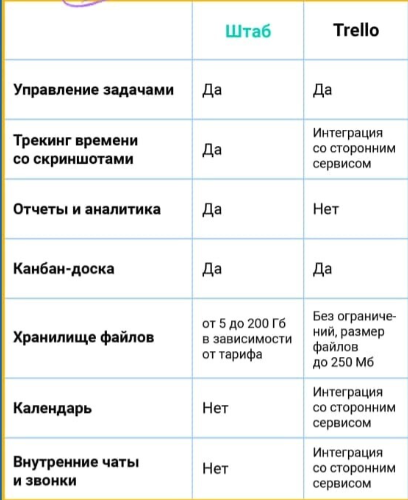 Штаб Trello
Управление задачами Да Да
Трекинг времени
со скриншотами
Да
Интеграция
со сторонним
сервисом
Отчеты и аналитика Да Нет
Канбан-доска Да Да
Хранилище файлов
от 5 до 200 Гб
в зависимости
от тарифа
Без ограниче-
ний, размер
файлов
до 250 Мб
Календарь
Нет
Интеграция
со сторонним
сервисом
Внутренние чаты
и звонки
Нет
Интеграция
со сторонним
сервисом